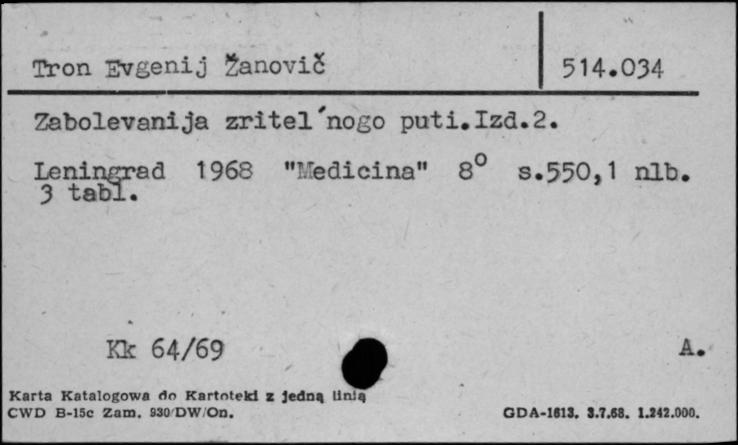 Tron Evgenij Žanovič 514.034
Zabolevanija zritel´nogo puti.Izd.2.
Leningrad 1968 "Medicina" 8° s.550,1 nlb.
3 tabl.
Kk 64/69 A.
Karta Katalogowa do Kartoteki z jedną linią
CWD B-15c Zam. 930/DW/On. GDA-1613. 3.7.68. 1.242.000.